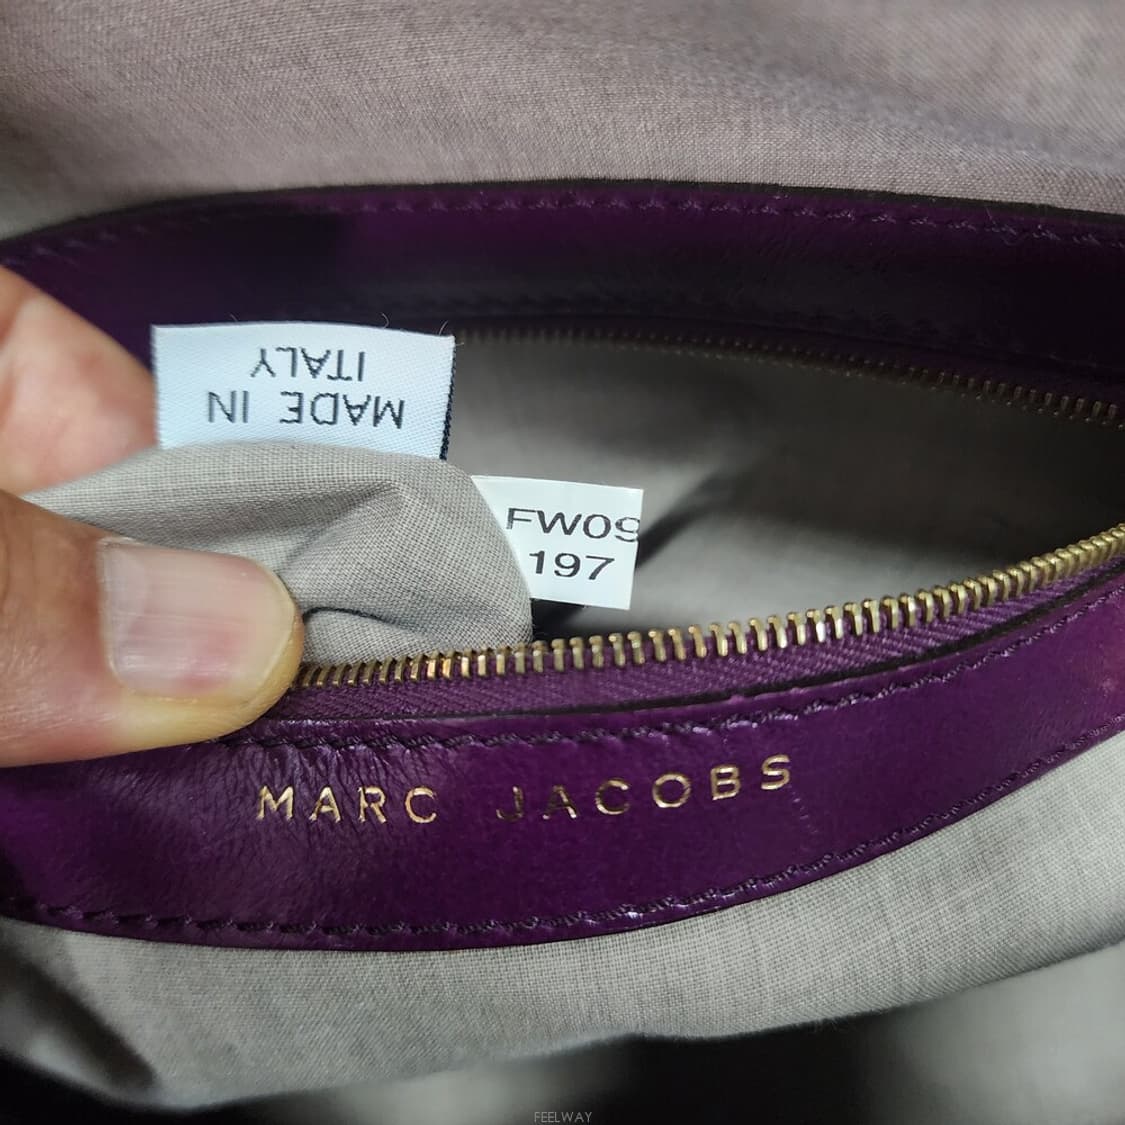 MADE IN
ITALY
FW09
197
MARC JACOBS
FEELWAY